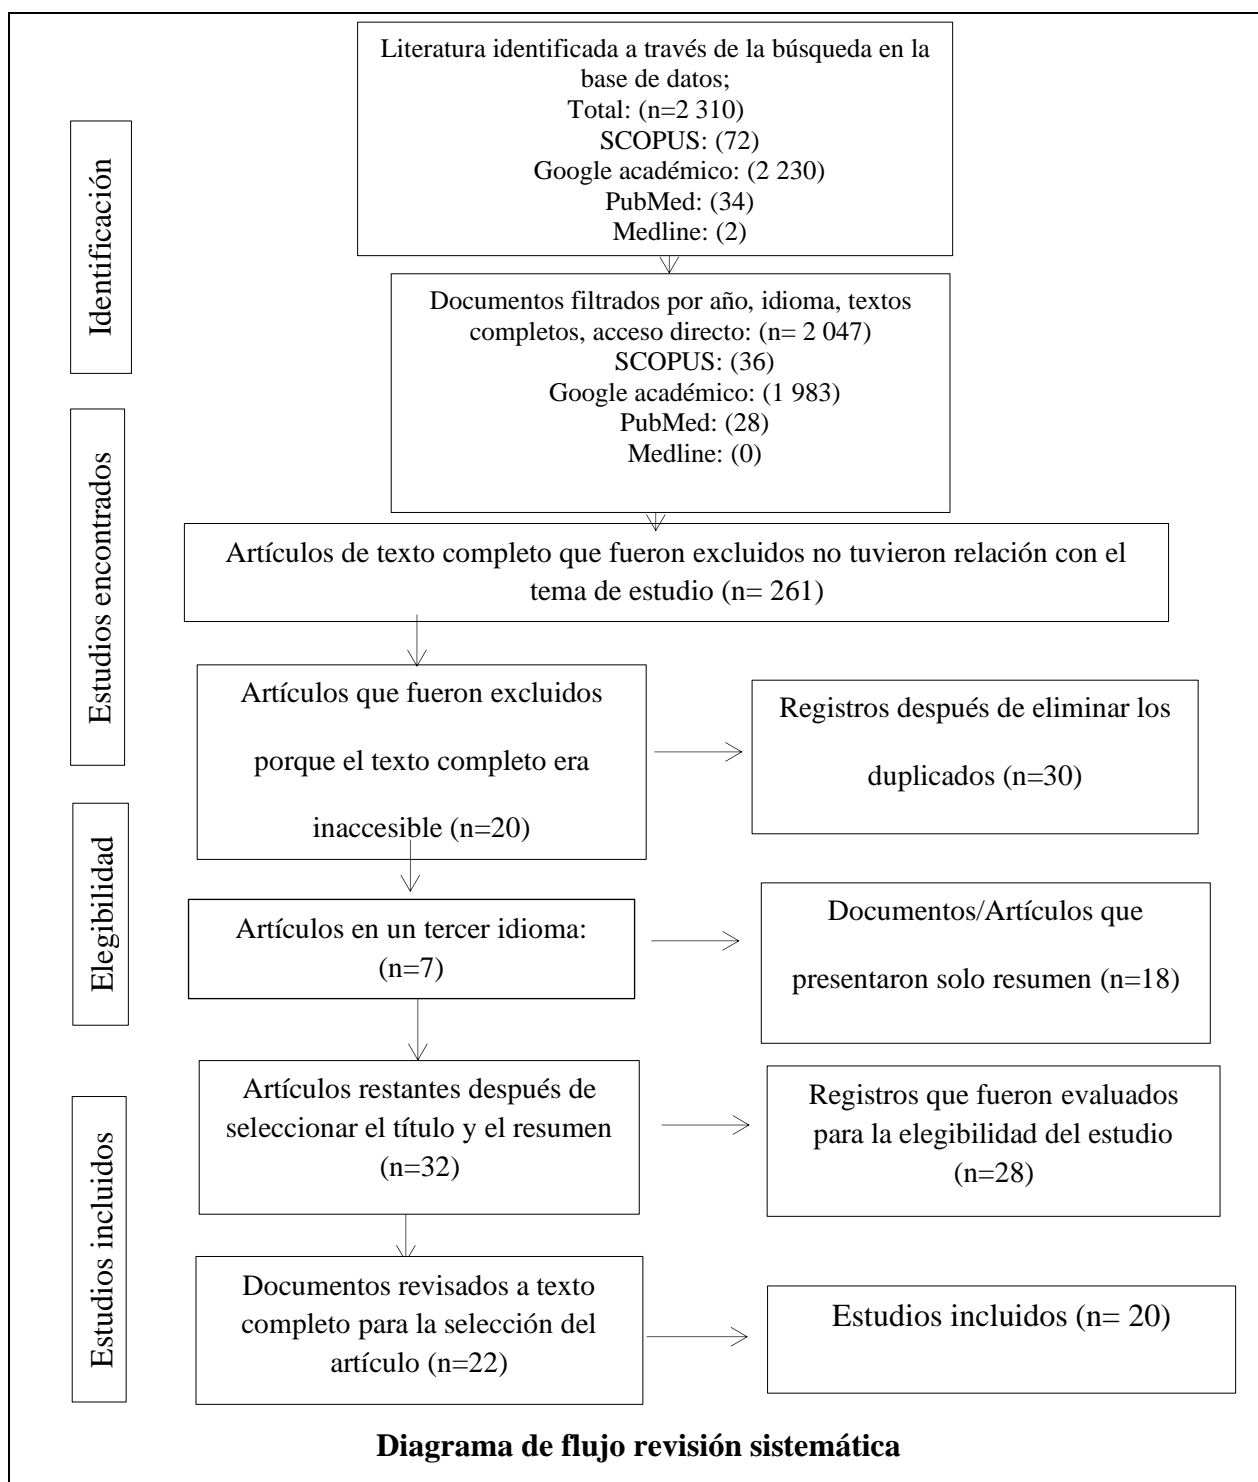 Literatura identificada a través de la búsqueda en la
base de datos;
Total: (n=2 310)
SCOPUS: (72)
Google académico: (2 230)
PubMed: (34)
Medline: (2)
Identificación
Documentos filtrados por año, idioma, textos
completos, acceso directo: (n= 2 047)
SCOPUS: (36)
Google académico: (1 983)
PubMed: (28)
Medline: (0)
Estudios encontrados
Artículos de texto completo que fueron excluidos no tuvieron relación con el
tema de estudio (n= 261)
Artículos que fueron excluidos
porque el texto completo era
inaccesible (n=20)
Registros después de eliminar los
duplicados (n=30)
Elegibilidad
Artículos en un tercer idioma:
(n=7)
Documentos/Artículos que
presentaron solo resumen (n=18)
Estudios incluidos
Artículos restantes después de
seleccionar el título y el resumen
(n=32)
Registros que fueron evaluados
para la elegibilidad del estudio
(n=28)
Documentos revisados a texto
completo para la selección del
artículo (n=22)
Estudios incluidos (n= 20)
Diagrama de flujo revisión sistemática